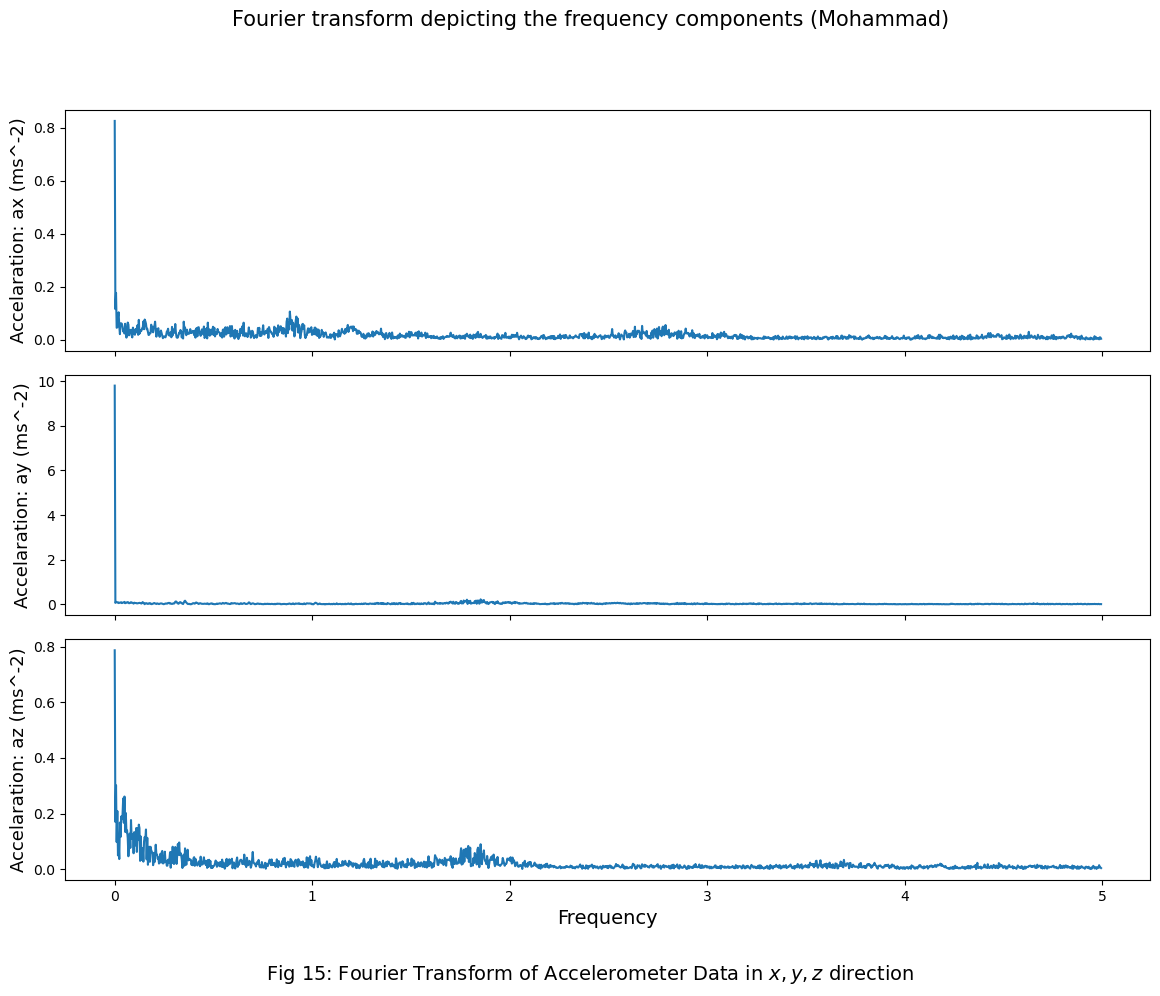 Fourier transform depicting the frequency components (Mohammad)
Accelaration: ax (ms^-2)
0.8
0.6
0.4
0.2
0.0
Accelaration: ay (ms^-2)
10
8
6
4
2
0
Accelaration: az (ms^-2)
0.8
0.6
0.4
0.2
0.0
0 1 2 3 4 5
Frequency
Fig 15: Fourier Transform of Accelerometer Data in x, y, z direction